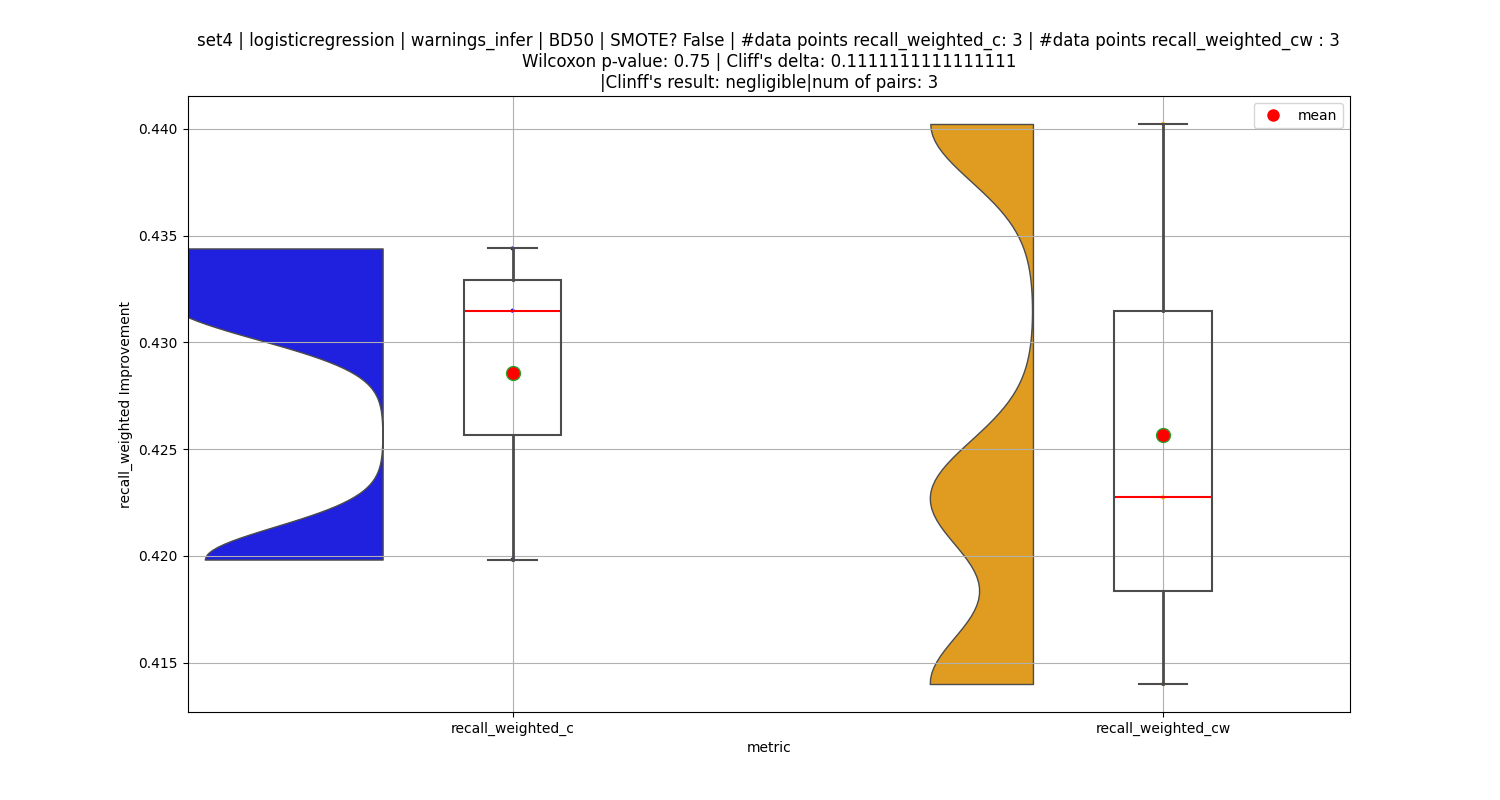 set4 | logisticregression | warnings_infer | BD50 | SMOTE? False | #data points recall_weighted_c: 3 | #data points recall_weighted_cw : 3
Wilcoxon p-value: 0.75 | Cliff's delta: 0.1111111111111111
|Clinff's result: negligible|num of pairs: 3
mean
0.440
0.435
0.430
0.425
0.420
0.415
recall_weighted Improvement
recall_weighted_c
recall_weighted_cw
metric